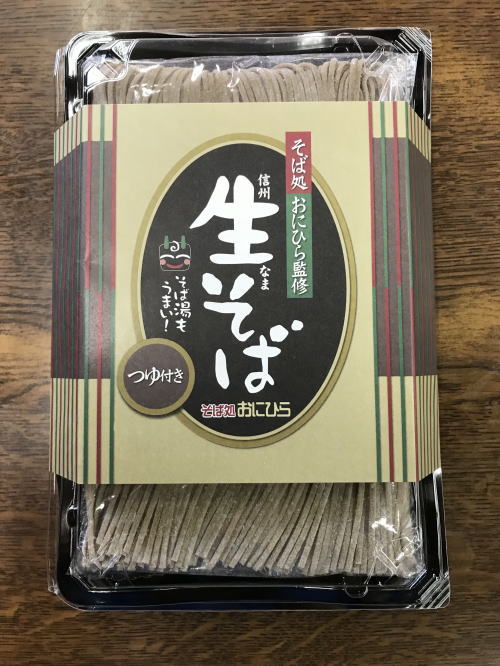 そば処
おにひら監修
信州
生そば
なま
そば湯も
うまい!
つゆ付き
そば処 おにひら